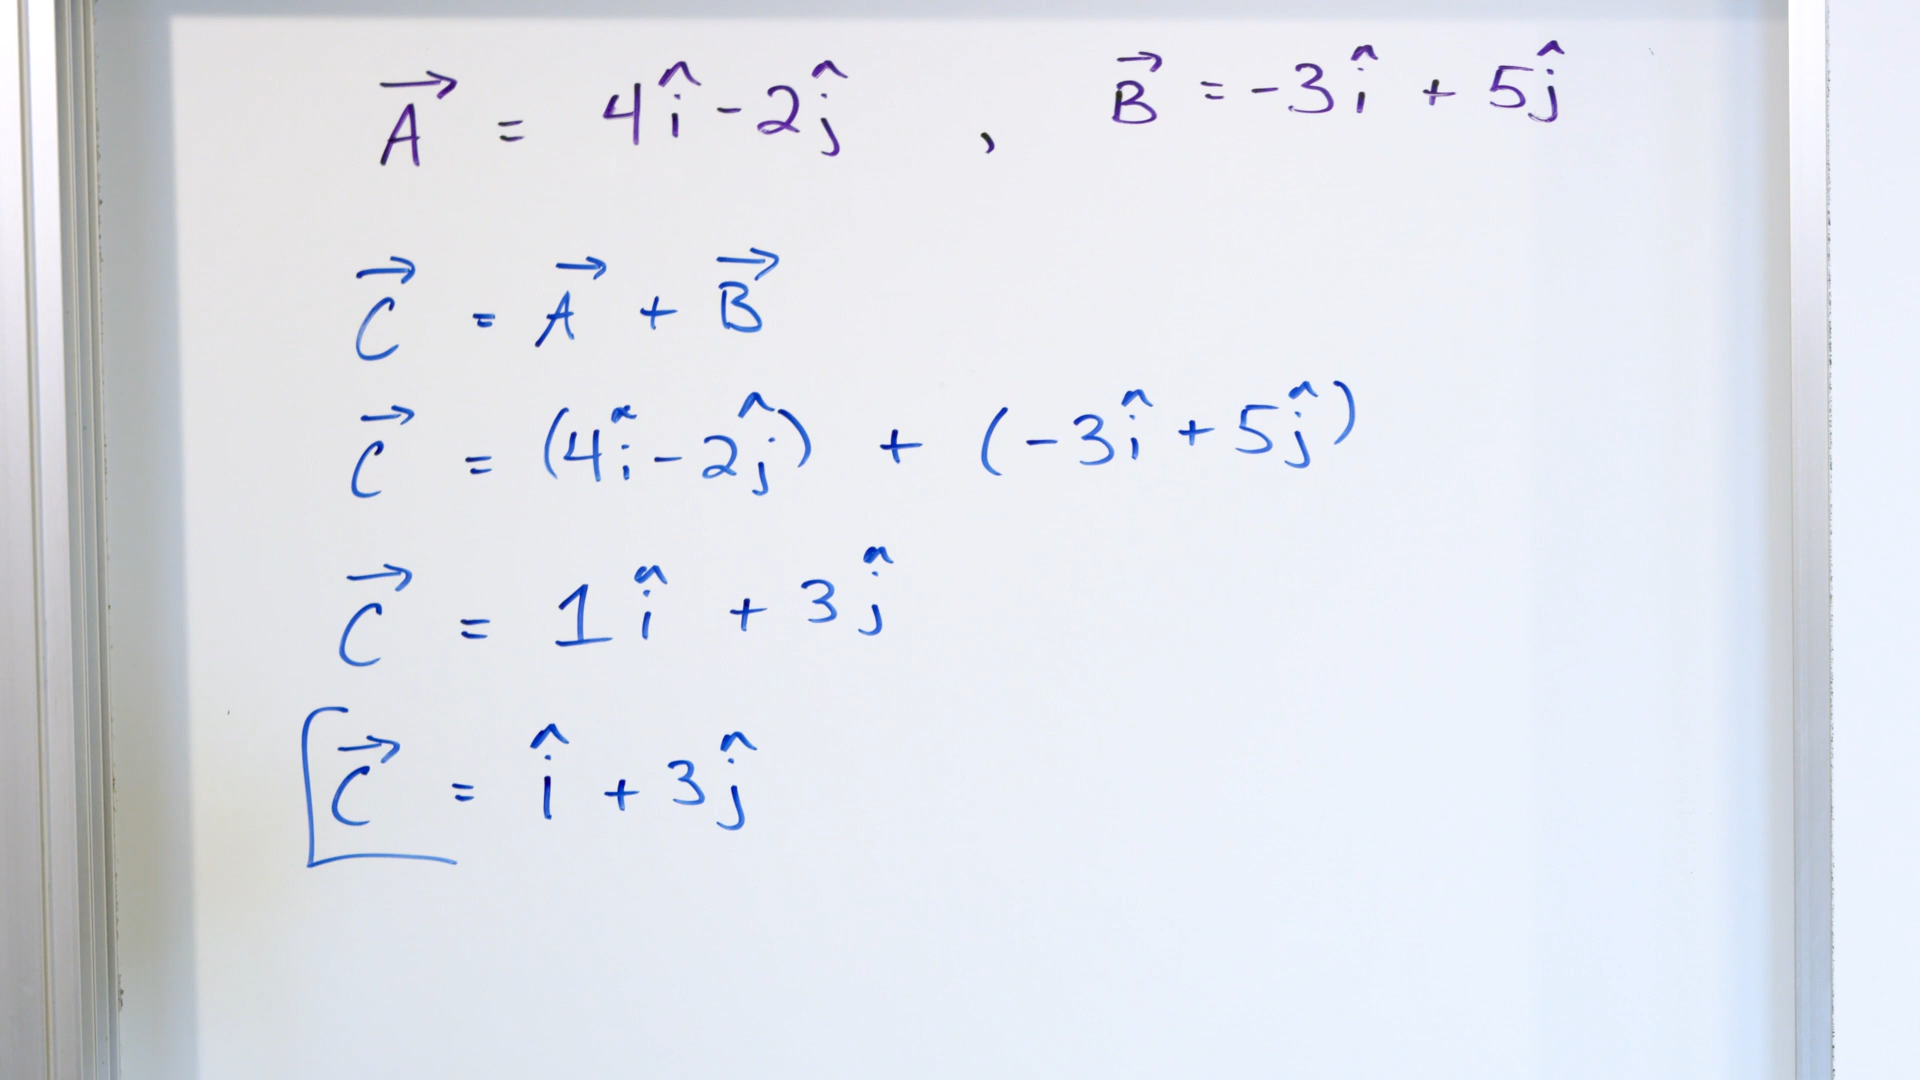 A⃗ = 4î - 2ĵ , B⃗ = -3î + 5ĵ
C⃗ = A⃗ + B⃗
C⃗ = (4î - 2ĵ) + (-3î + 5ĵ)
C⃗ = 1î + 3ĵ
C⃗ = î + 3ĵ